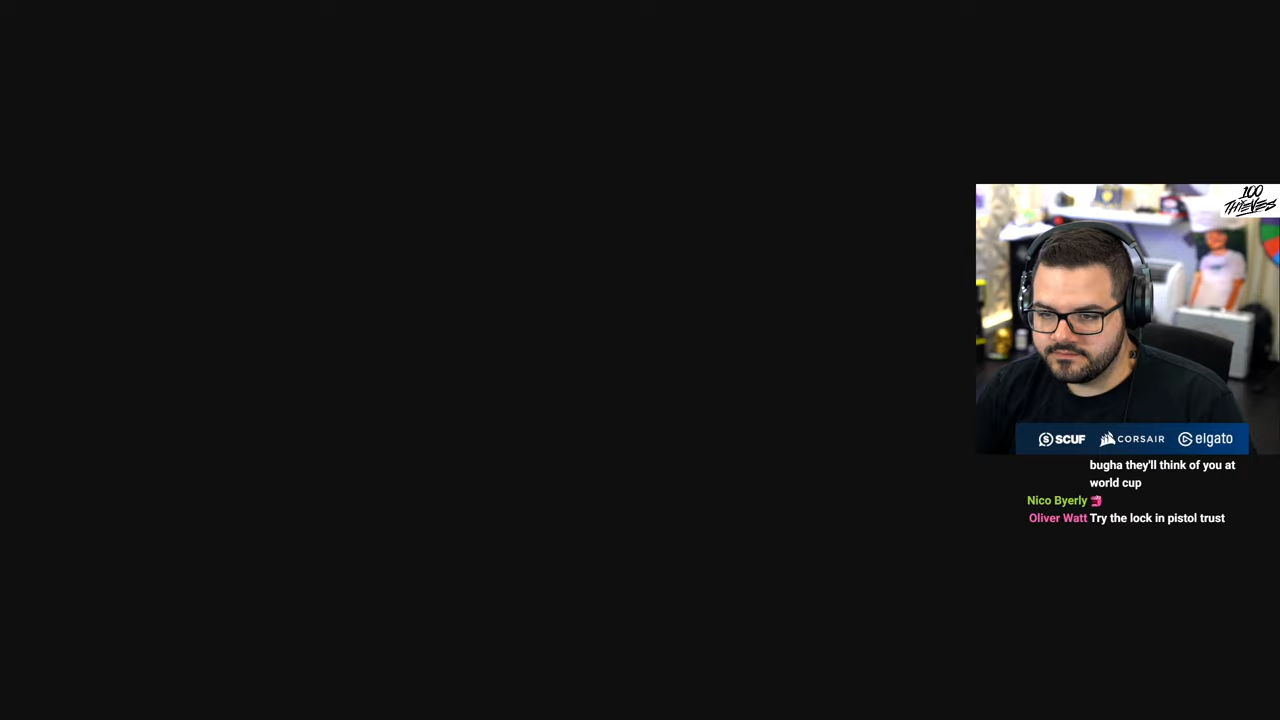 100
THIEVES
SCUF CORSAIR elgato
bugha they'll think of you at
world cup
Nico Byerly
Oliver Watt Try the lock in pistol trust